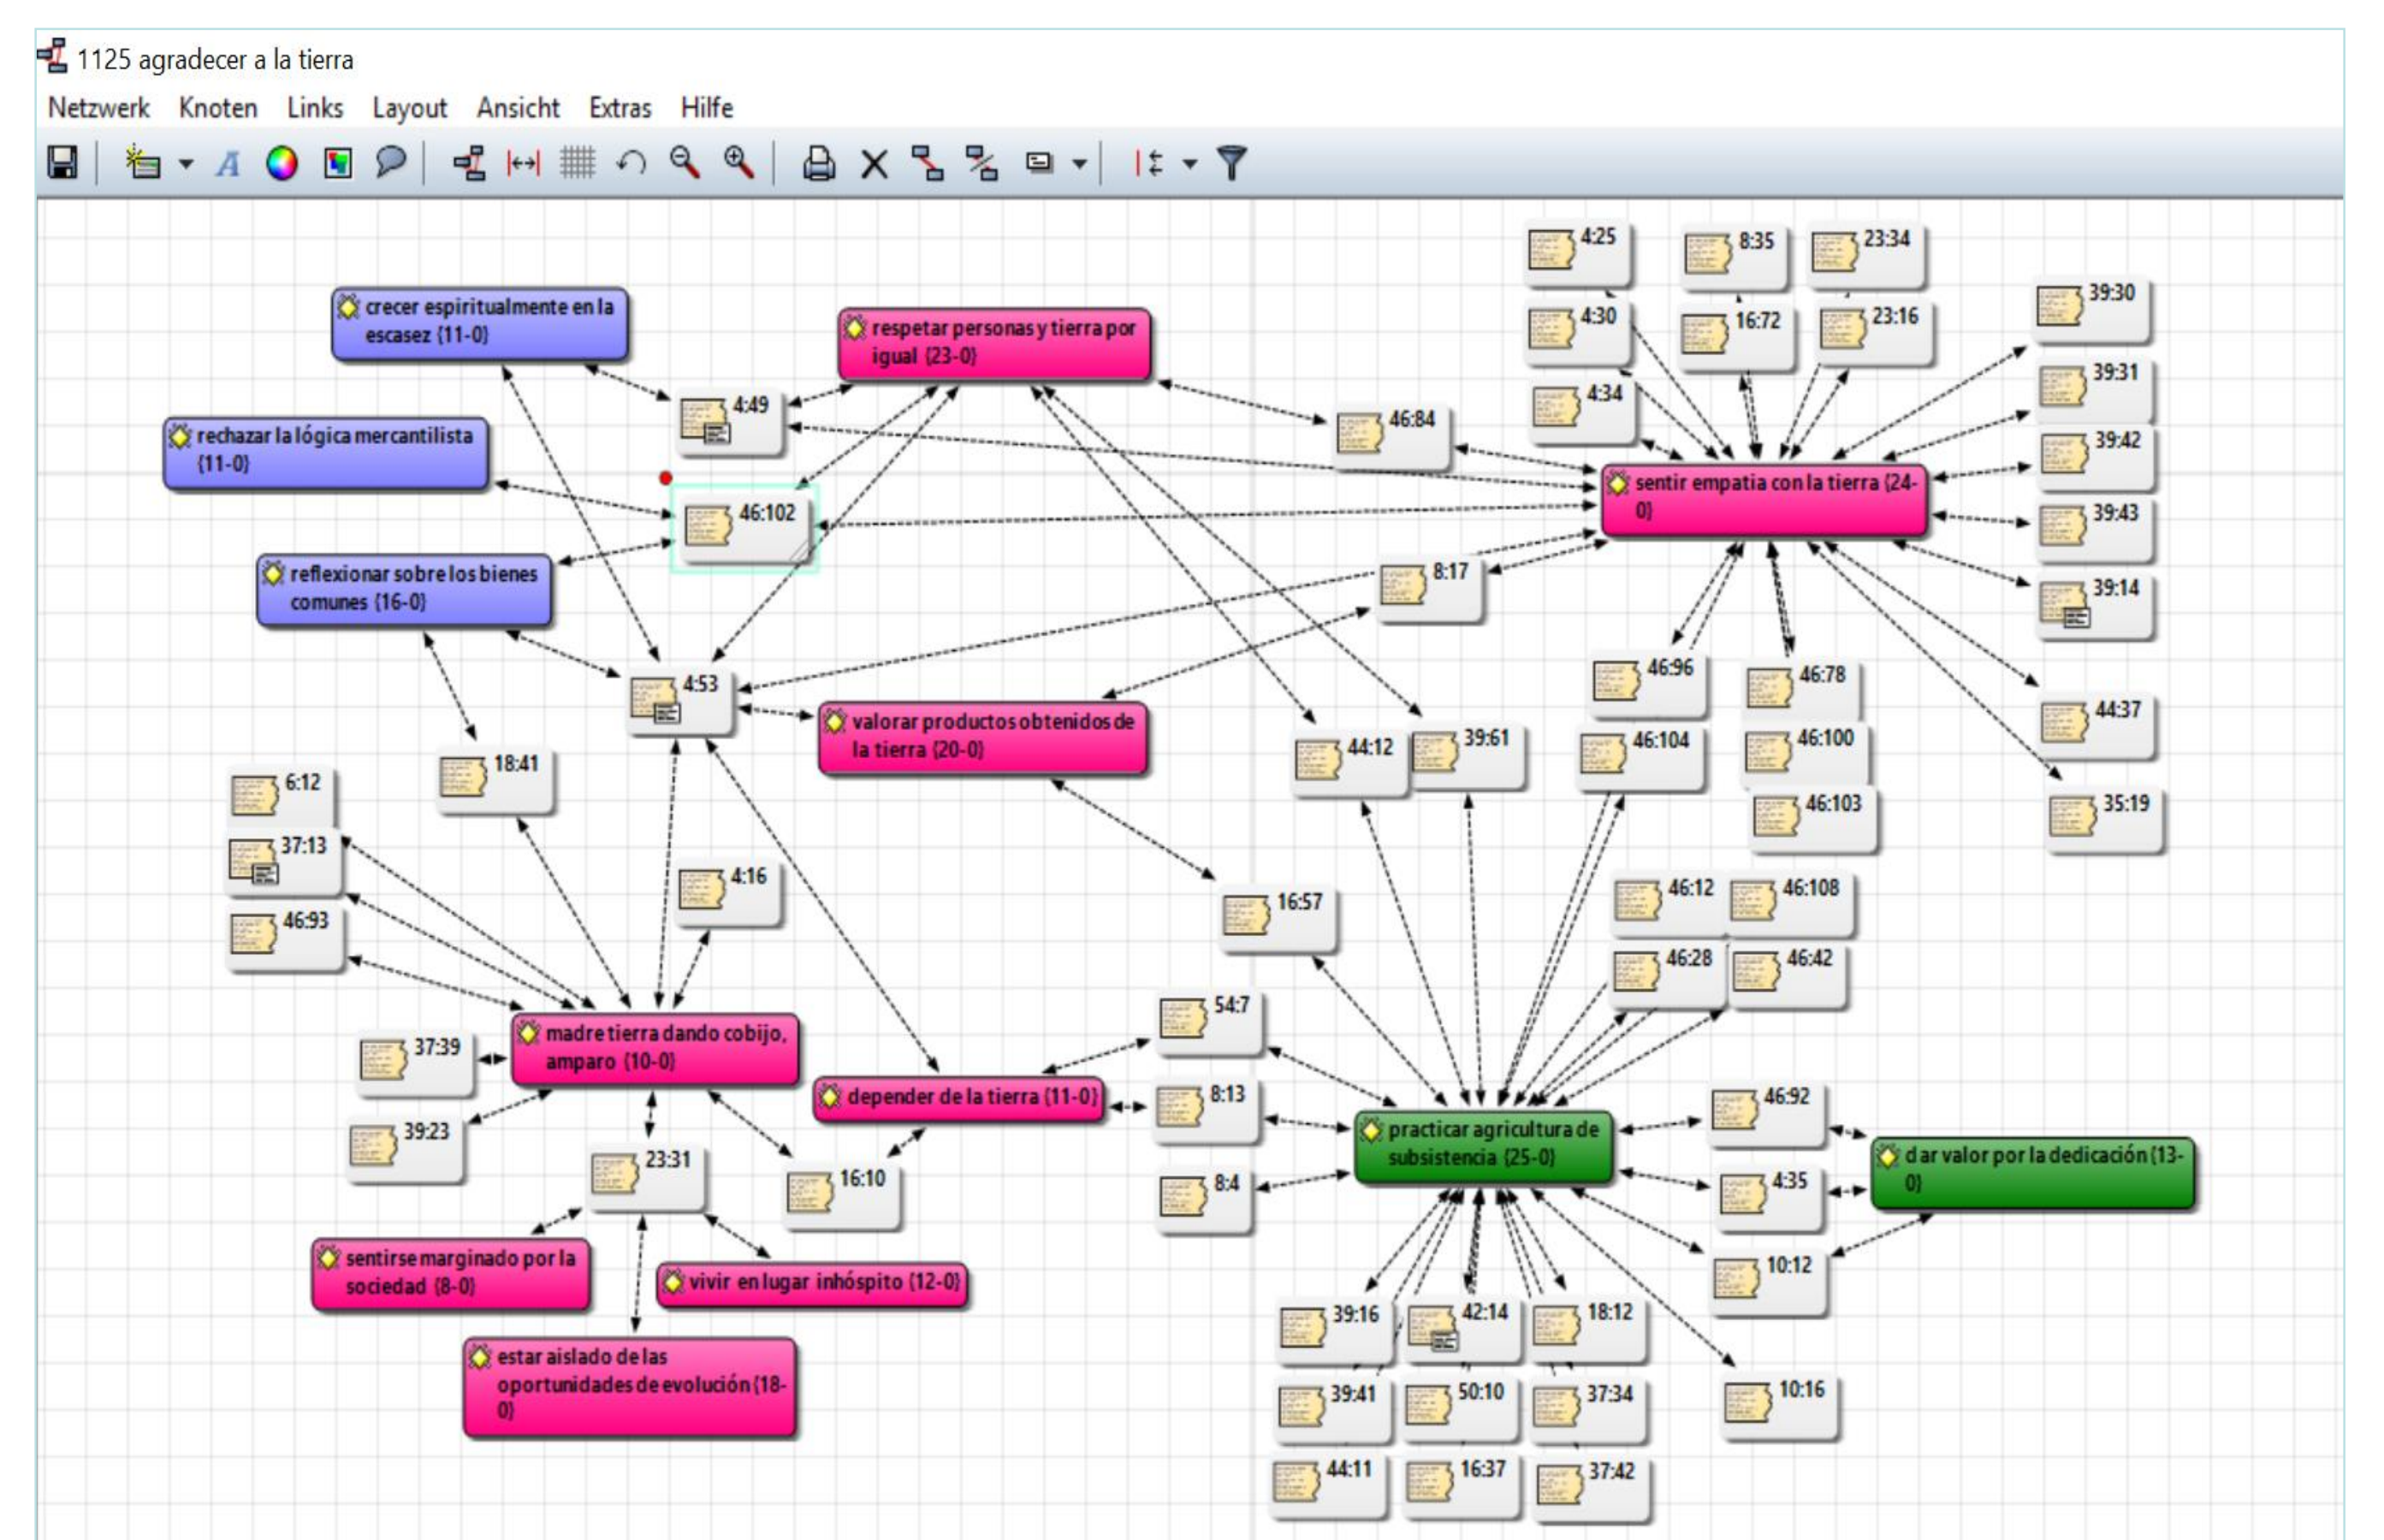 1125 agradecer a la tierra
Netzwerk Knoten Links Layout Ansicht Extras Hilfe
4:25
8:35
23:34
39:30
crecer espiritualmente en la
escasez {11-0}
respetar personas y tierra por
igual {23-0}
4:30
16:72
23:16
39:31
4:49
46:84
4:34
rechazar la lógica mercantilista
{11-0}
39:42
sentir empatia con la tierra {24-
0}
46:102
39:43
reflexionar sobre los bienes
comunes {16-0}
8:17
39:14
4:53
46:96
46:78
44:37
valorar productos obtenidos de
la tierra {20-0}
44:12
39:61
46:104
46:100
18:41
6:12
46:103
35:19
37:13
4:16
16:57
46:12
46:108
46:93
46:28
46:42
54:7
37:39
madre tierra dando cobijo,
amparo {10-0}
depender de la tierra {11-0}
8:13
46:92
39:23
practicar agricultura de
subsistencia {25-0}
dar valor por la dedicación {13-
0}
23:31
16:10
8:4
4:35
sentirse marginado por la
sociedad {8-0}
vivir en lugar inhóspito {12-0}
10:12
39:16
42:14
18:12
estar aislado de las
oportunidades de evolución {18-
0}
39:41
50:10
37:34
10:16
44:11
16:37
37:42